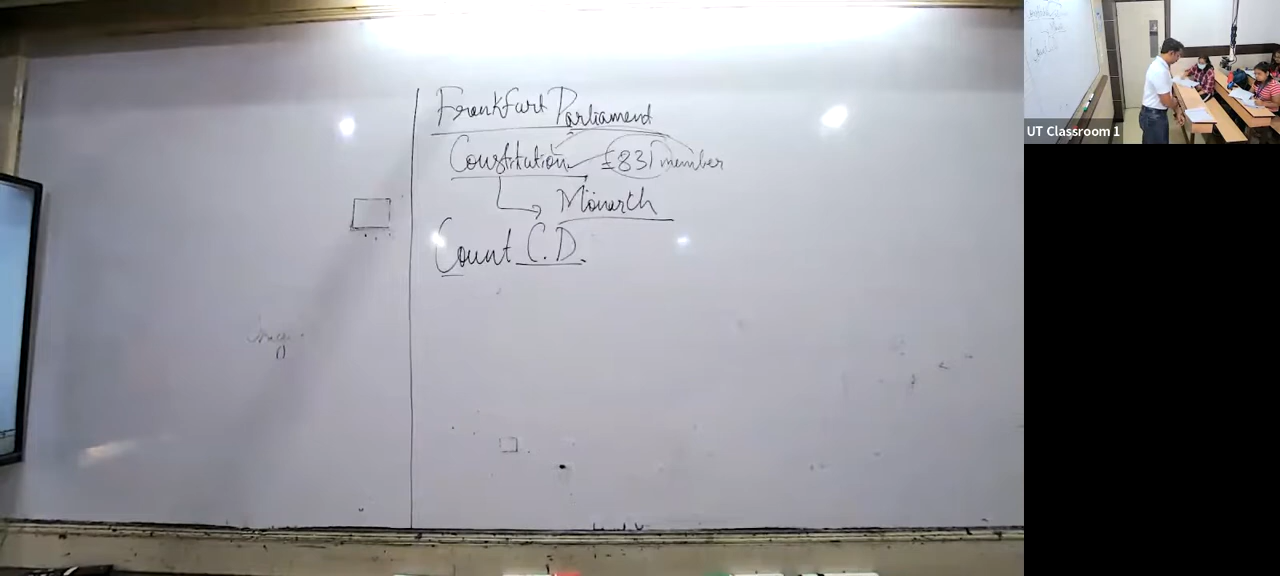 Frankfurt Parliament
Constitution 831 member
Monarch
Count C.D.
UT Classroom 1